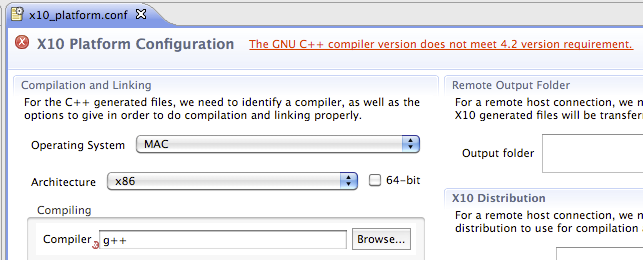 x10_platform.conf
X10 Platform Configuration The GNU C++ compiler version does not meet 4.2 version requirement.
Compilation and Linking
For the C++ generated files, we need to identify a compiler, as well as the
options to give in order to do compilation and linking properly.
Operating System MAC
Architecture x86 64-bit
Compiling
Compiler g++ Browse...
Remote Output Folder
For a remote host connection, we n
X10 generated files will be transfer
Output folder
X10 Distribution
For a remote host connection, we n
distribution to use for compilation